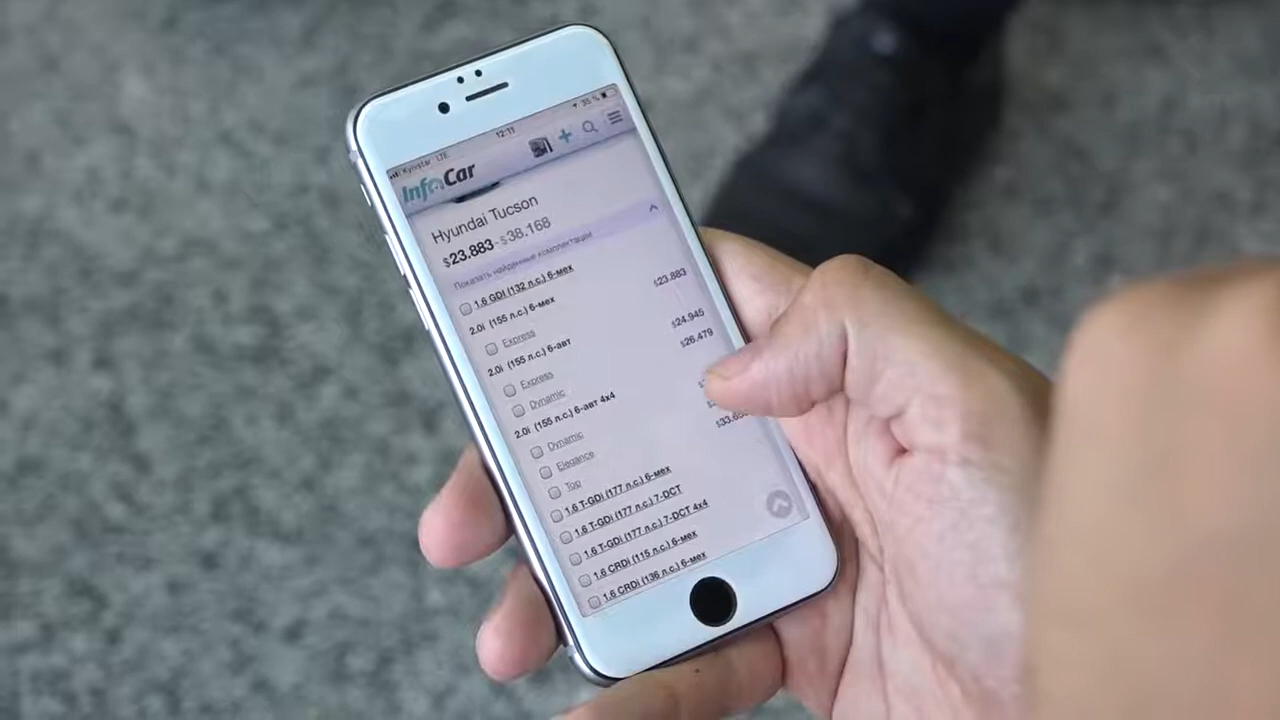 Kyivstar LTE 12:11 35 %
InfoCar
Hyundai Tucson
$23.883-$38.168
Показать найденные комплектации
1.6 GDI (132 л.с.) 6-мех $23.883
2.0i (155 л.с.) 6-мех
Express $24.945
2.0i (155 л.с.) 6-авт
Express $26.479
Dynamic
2.0i (155 л.с.) 6-авт 4x4
Dynamic
Elegance
Top
1.6 T-GDi (177 л.с.) 6-мех
1.6 T-GDi (177 л.с.) 7-DCT
1.6 T-GDi (177 л.с.) 7-DCT 4x4
1.6 CRDi (115 л.с.) 6-мех
1.6 CRDi (136 л.с.) 6-мех